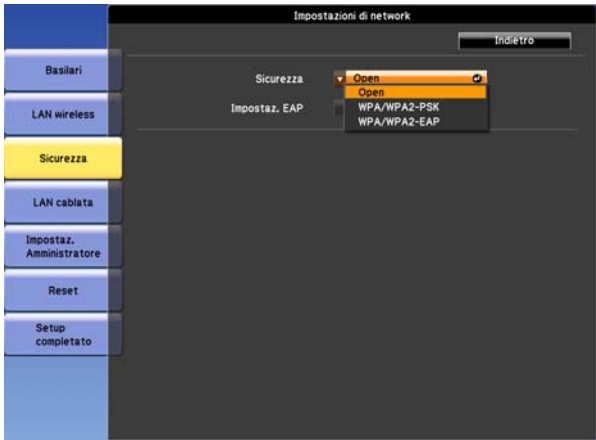 Impostazioni di network
Indietro
Basilari
LAN wireless
Sicurezza
LAN cablata
Impostaz.
Amministratore
Reset
Setup
completato
Sicurezza
Open
Open
WPA/WPA2-PSK
WPA/WPA2-EAP
Impostaz. EAP